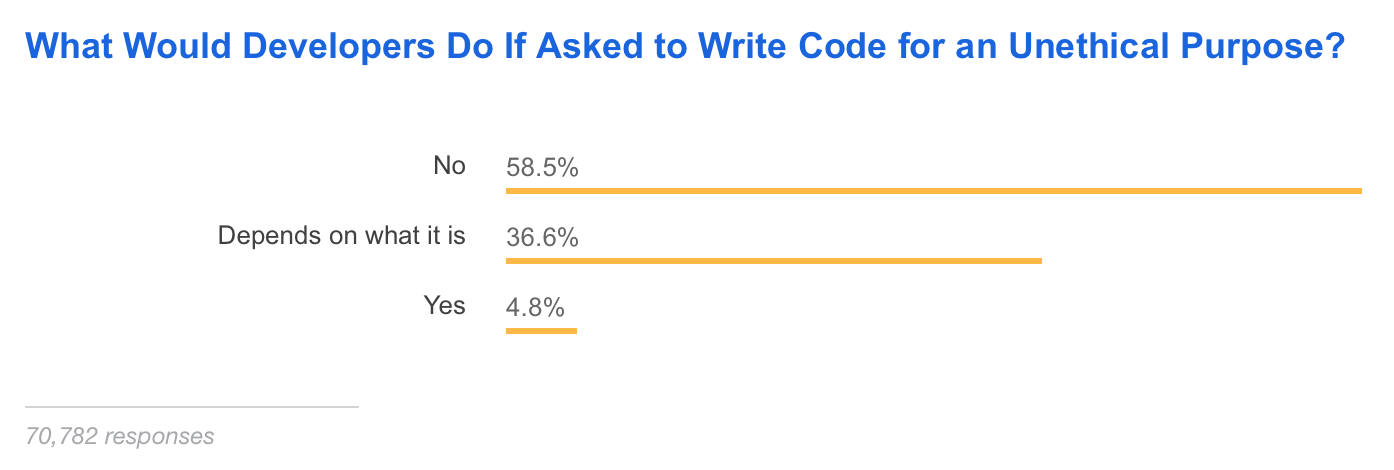 What Would Developers Do If Asked to Write Code for an Unethical Purpose?
No 58.5%
Depends on what it is 36.6%
Yes 4.8%
70,782 responses